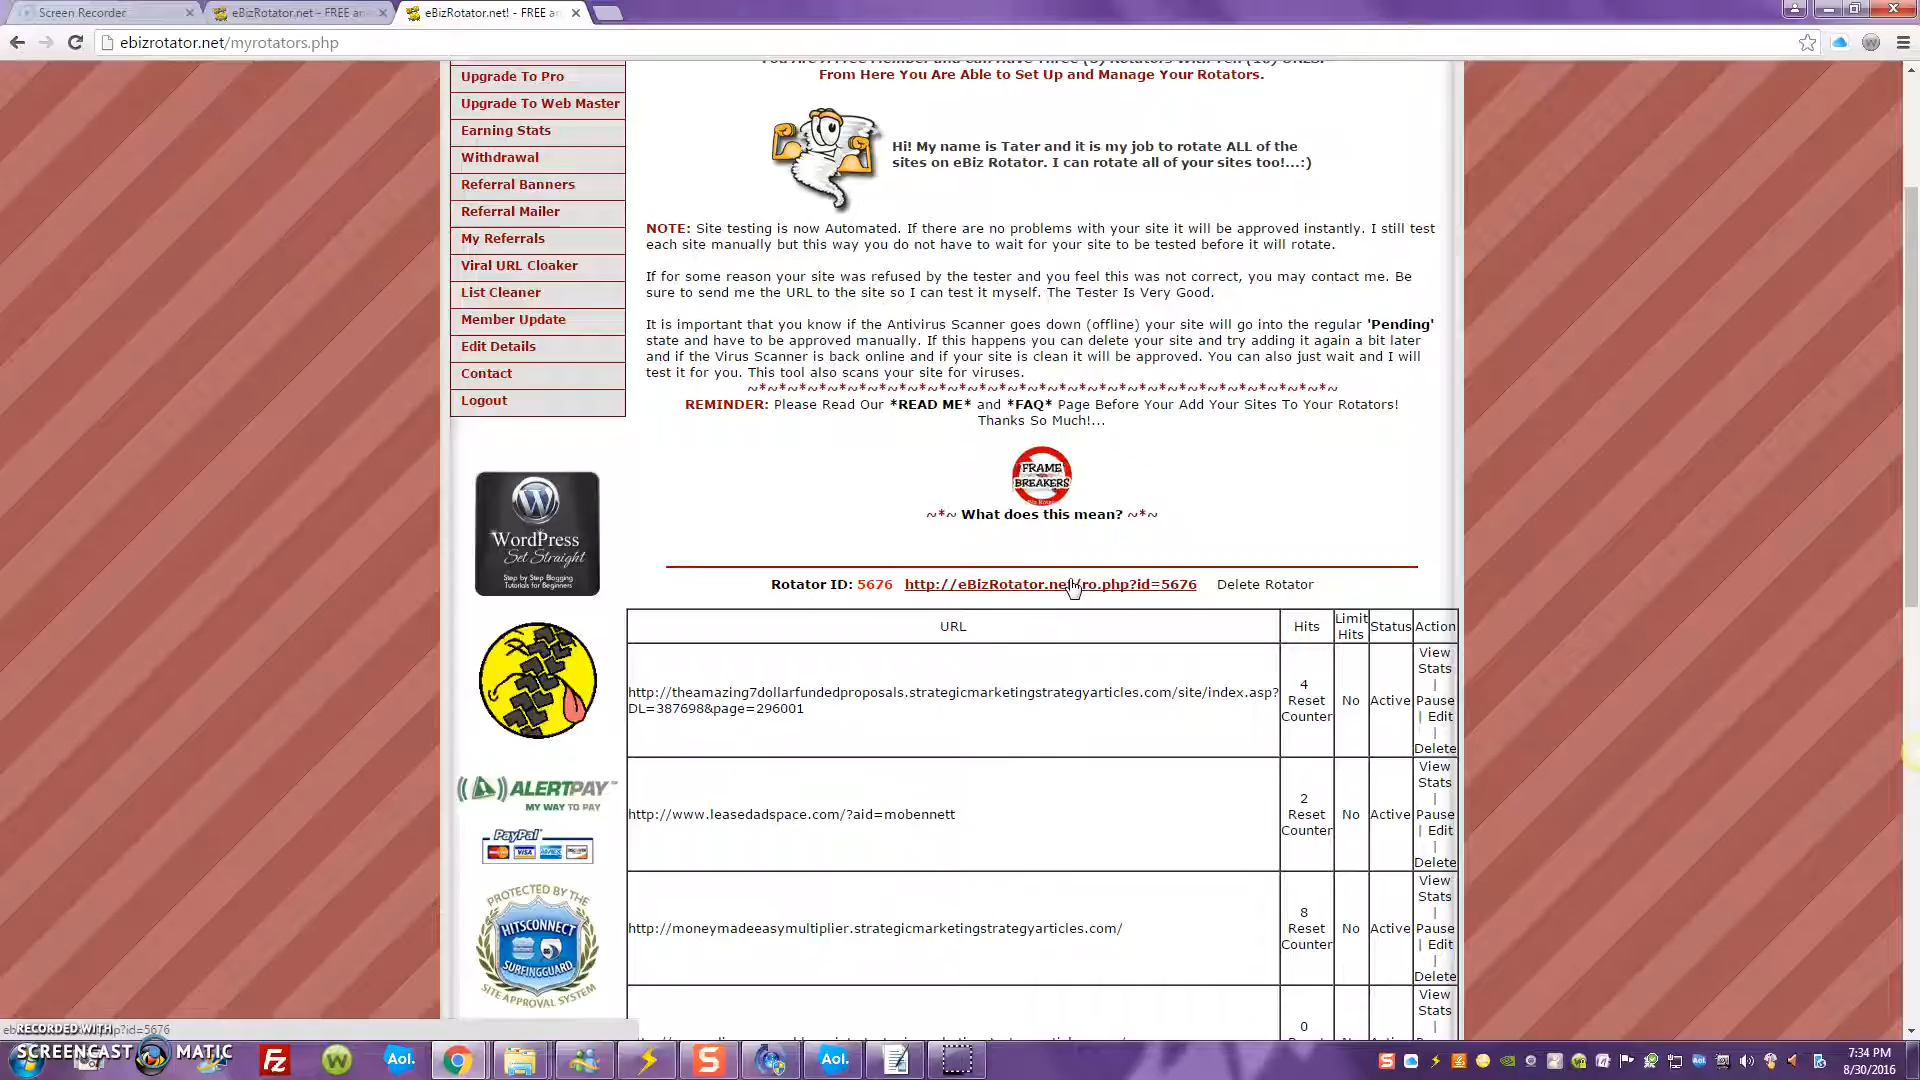 Screen Recorder
eBizRotator.net - FREE an
eBizRotator.net! - FREE an
ebizrotator.net/myrotators.php
Upgrade To Pro
Upgrade To Web Master
Earning Stats
Withdrawal
Referral Banners
Referral Mailer
My Referrals
Viral URL Cloaker
List Cleaner
Member Update
Edit Details
Contact
Logout
WordPress
Set Straight
Step by Step Blogging
Tutorials for Beginners
ALERTPAY™
MY WAY TO PAY
PayPal
VISA
PROTECTED BY THE
HITSCONNECT
SURFINGGUARD
SITE APPROVAL SYSTEM
From Here You Are Able to Set Up and Manage Your Rotators.
Hi! My name is Tater and it is my job to rotate ALL of the
sites on eBiz Rotator. I can rotate all of your sites too!...:)
NOTE: Site testing is now Automated. If there are no problems with your site it will be approved instantly. I still test
each site manually but this way you do not have to wait for your site to be tested before it will rotate.
If for some reason your site was refused by the tester and you feel this was not correct, you may contact me. Be
sure to send me the URL to the site so I can test it myself. The Tester Is Very Good.
It is important that you know if the Antivirus Scanner goes down (offline) your site will go into the regular 'Pending'
state and have to be approved manually. If this happens you can delete your site and try adding it again a bit later
and if the Virus Scanner is back online and if your site is clean it will be approved. You can also just wait and I will
test it for you. This tool also scans your site for viruses.
~*~*~*~*~*~*~*~*~*~*~*~*~*~*~*~*~*~*~*~*~*~*~*~*~*~*~*~*~*~
REMINDER: Please Read Our *READ ME* and *FAQ* Page Before Your Add Your Sites To Your Rotators!
Thanks So Much!...
FRAME
BREAKERS
~*~ What does this mean? ~*~
Rotator ID: 5676 http://eBizRotator.net/ro.php?id=5676 Delete Rotator
URL Hits Limit Hits Status Action
http://theamazing7dollarfundedproposals.strategicmarketingstrategyarticles.com/site/index.asp?
DL=387698&page=296001
4
Reset
Counter
No
Active
View
Stats
|
Pause
| Edit
|
Delete
http://www.leasedadspace.com/?aid=mobennett
2
Reset
Counter
No
Active
View
Stats
|
Pause
| Edit
|
Delete
http://moneymadeeasymultiplier.strategicmarketingstrategyarticles.com/
8
Reset
Counter
No
Active
View
Stats
|
Pause
| Edit
|
Delete
0
View
Stats
|
RECORDED WITH
SCREENCAST MATIC
Aol.
Aol.
7:34 PM
8/30/2016